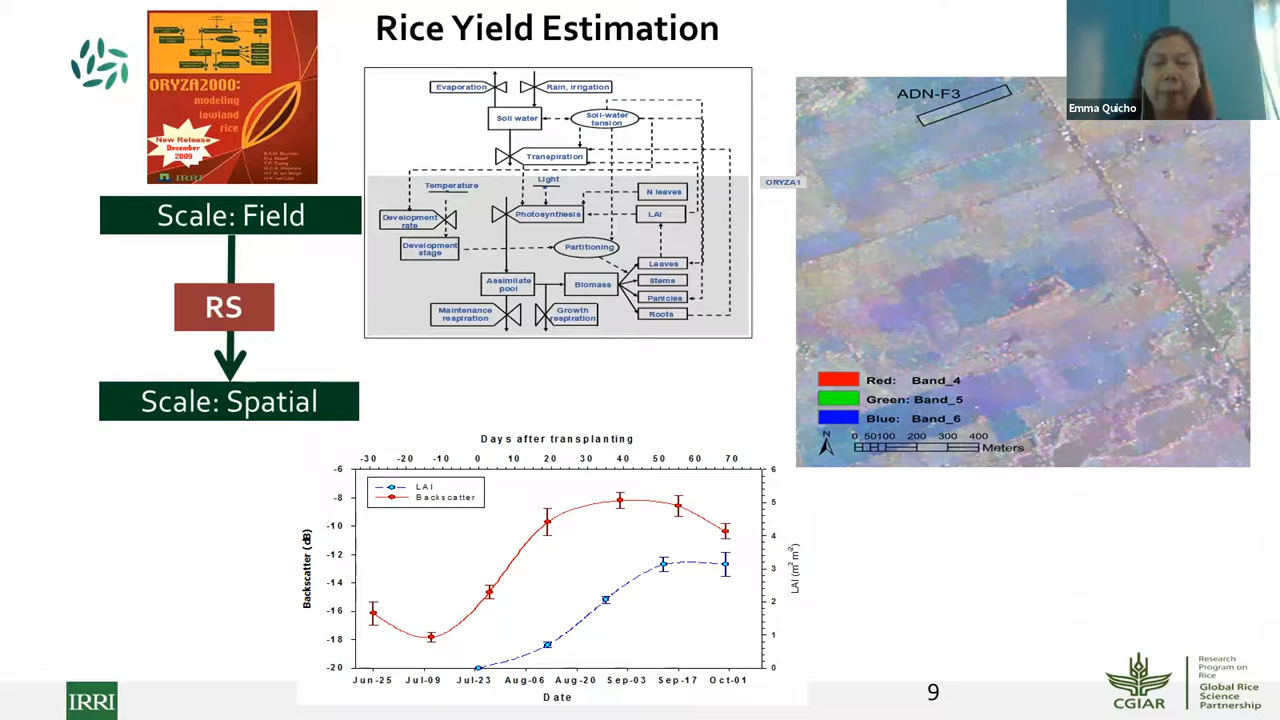 Rice Yield Estimation
ORYZA2000:
modeling
lowland
rice
New Release
December
2009
IRRI
Scale: Field
RS
Scale: Spatial
Evaporation
Rain, irrigation
Soil water
Soil-water
tension
Transpiration
Temperature
Light
N leaves
Development
rate
Photosynthesis
LAI
Development
stage
Partitioning
Leaves
Assimilate
pool
Biomass
Stems
Panicles
Roots
Maintenance
respiration
Growth
respiration
ORYZA1
ADN-F3
Emma Quicho
Red: Band_4
Green: Band_5
Blue: Band_6
N
0 50100 200 300 400
Meters
Days after transplanting
-30 -20 -10 0 10 20 30 40 50 60 70
LAI
Backscatter
Backscatter (dB)
-6
-8
-10
-12
-14
-16
-18
-20
6
5
4
3
2
1
0
LAI (m² m⁻²)
Jun-25 Jul-09 Jul-23 Aug-06 Aug-20 Sep-03 Sep-17 Oct-01
Date
IRRI
9
CGIAR
Research
Program on
Rice
Global Rice
Science
Partnership